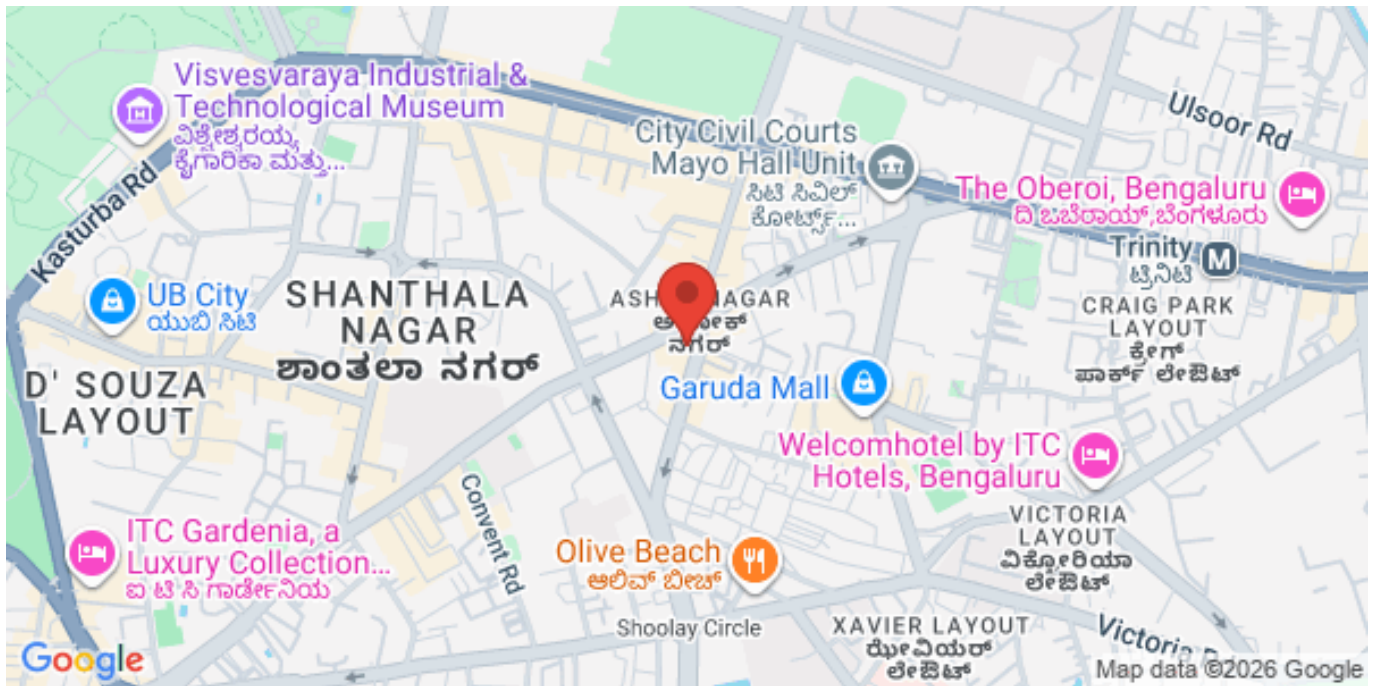 Visvesvaraya Industrial &
Technological Museum
ವಿಶ್ವೇಶ್ವರಯ್ಯ
ಕೈಗಾರಿಕಾ ಮತ್ತು...
Ulsoor Rd
City Civil Courts
Mayo Hall Unit
ಸಿಟಿ ಸಿವಿಲ್
ಕೋರ್ಟ್ಸ್...
The Oberoi, Bengaluru
ದಿ ಒಬೆರಾಯ್,ಬೆಂಗಳೂರು
Kasturba Rd
Trinity
ಟ್ರಿನಿಟಿ
M
UB City
ಯುಬಿ ಸಿಟಿ
SHANTHALA
NAGAR
ಶಾಂತಲಾ ನಗರ್
NAGAR
ನಗರ್
CRAIG PARK
LAYOUT
ಕ್ರೇಗ್
ಪಾರ್ಕ್ ಲೇಔಟ್
D' SOUZA
LAYOUT
Garuda Mall
Welcomhotel by ITC
Hotels, Bengaluru
Convent Rd
ITC Gardenia, a
Luxury Collection...
ಐ ಟಿ ಸಿ ಗಾರ್ಡೇನಿಯ
Olive Beach
ಆಲಿವ್ ಬೀಚ್
VICTORIA
LAYOUT
ವಿಕ್ಟೋರಿಯಾ
ಲೇಔಟ್
Shoolay Circle
XAVIER LAYOUT
ಝೇವಿಯರ್
ಲೇಔಟ್
Victoria
Google
Map data ©2026 Google